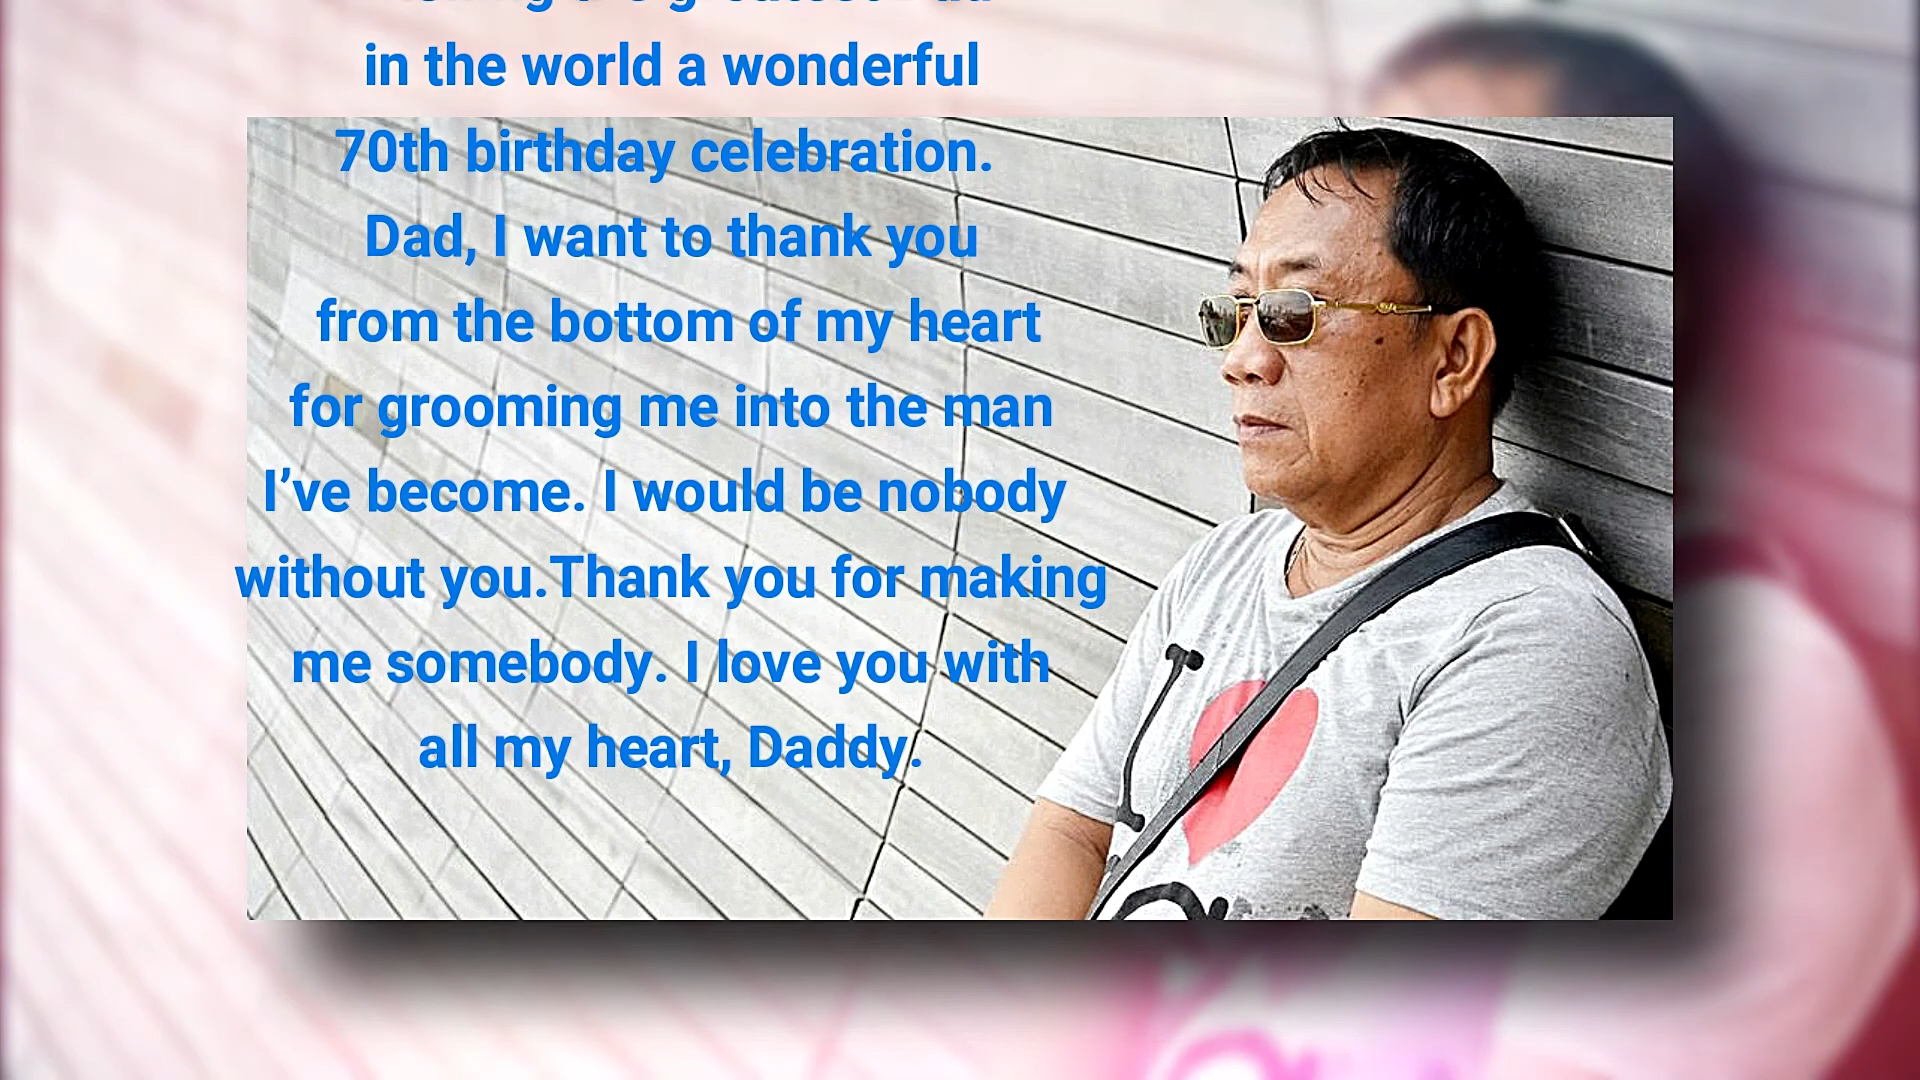 the greatest
in the world a wonderful
70th birthday celebration.
Dad, I want to thank you
from the bottom of my heart
for grooming me into the man
I’ve become. I would be nobody
without you.Thank you for making
me somebody. I love you with
all my heart, Daddy.
I